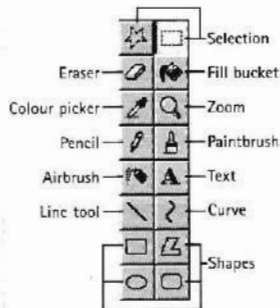 Selection
Eraser Fill bucket
Colour picker Zoom
Pencil Paintbrush
Airbrush A Text
Line tool Curve
Shapes